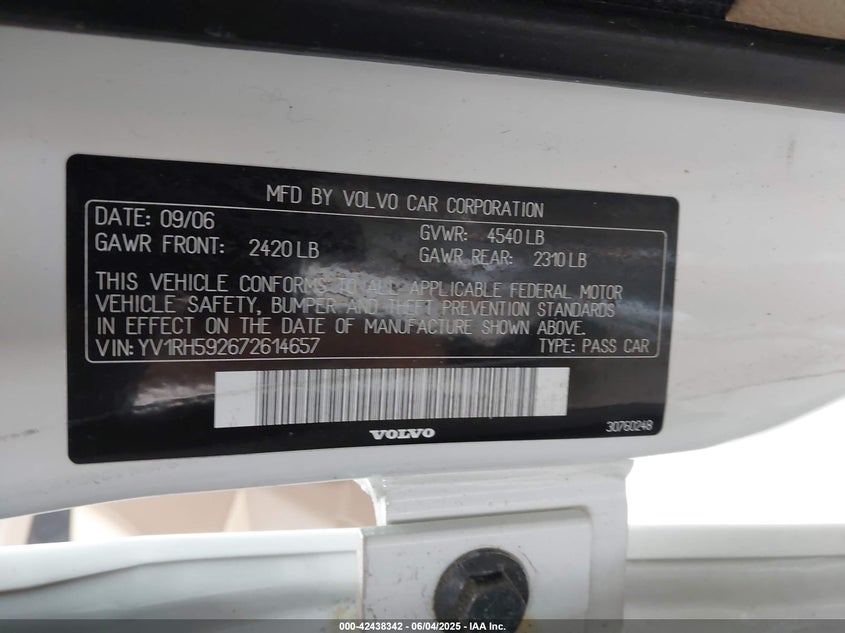 MFD BY VOLVO CAR CORPORATION
DATE: 09/06 GVWR: 4540 LB
GAWR FRONT: 2420 LB GAWR REAR: 2310 LB
THIS VEHICLE CONFORMS TO ALL APPLICABLE FEDERAL MOTOR
VEHICLE SAFETY, BUMPER AND THEFT PREVENTION STANDARDS
IN EFFECT ON THE DATE OF MANUFACTURE SHOWN ABOVE.
VIN: YV1RH592672614657 TYPE: PASS CAR
VOLVO
30760248
000-42438342 - 06/04/2025 - IAA Inc.